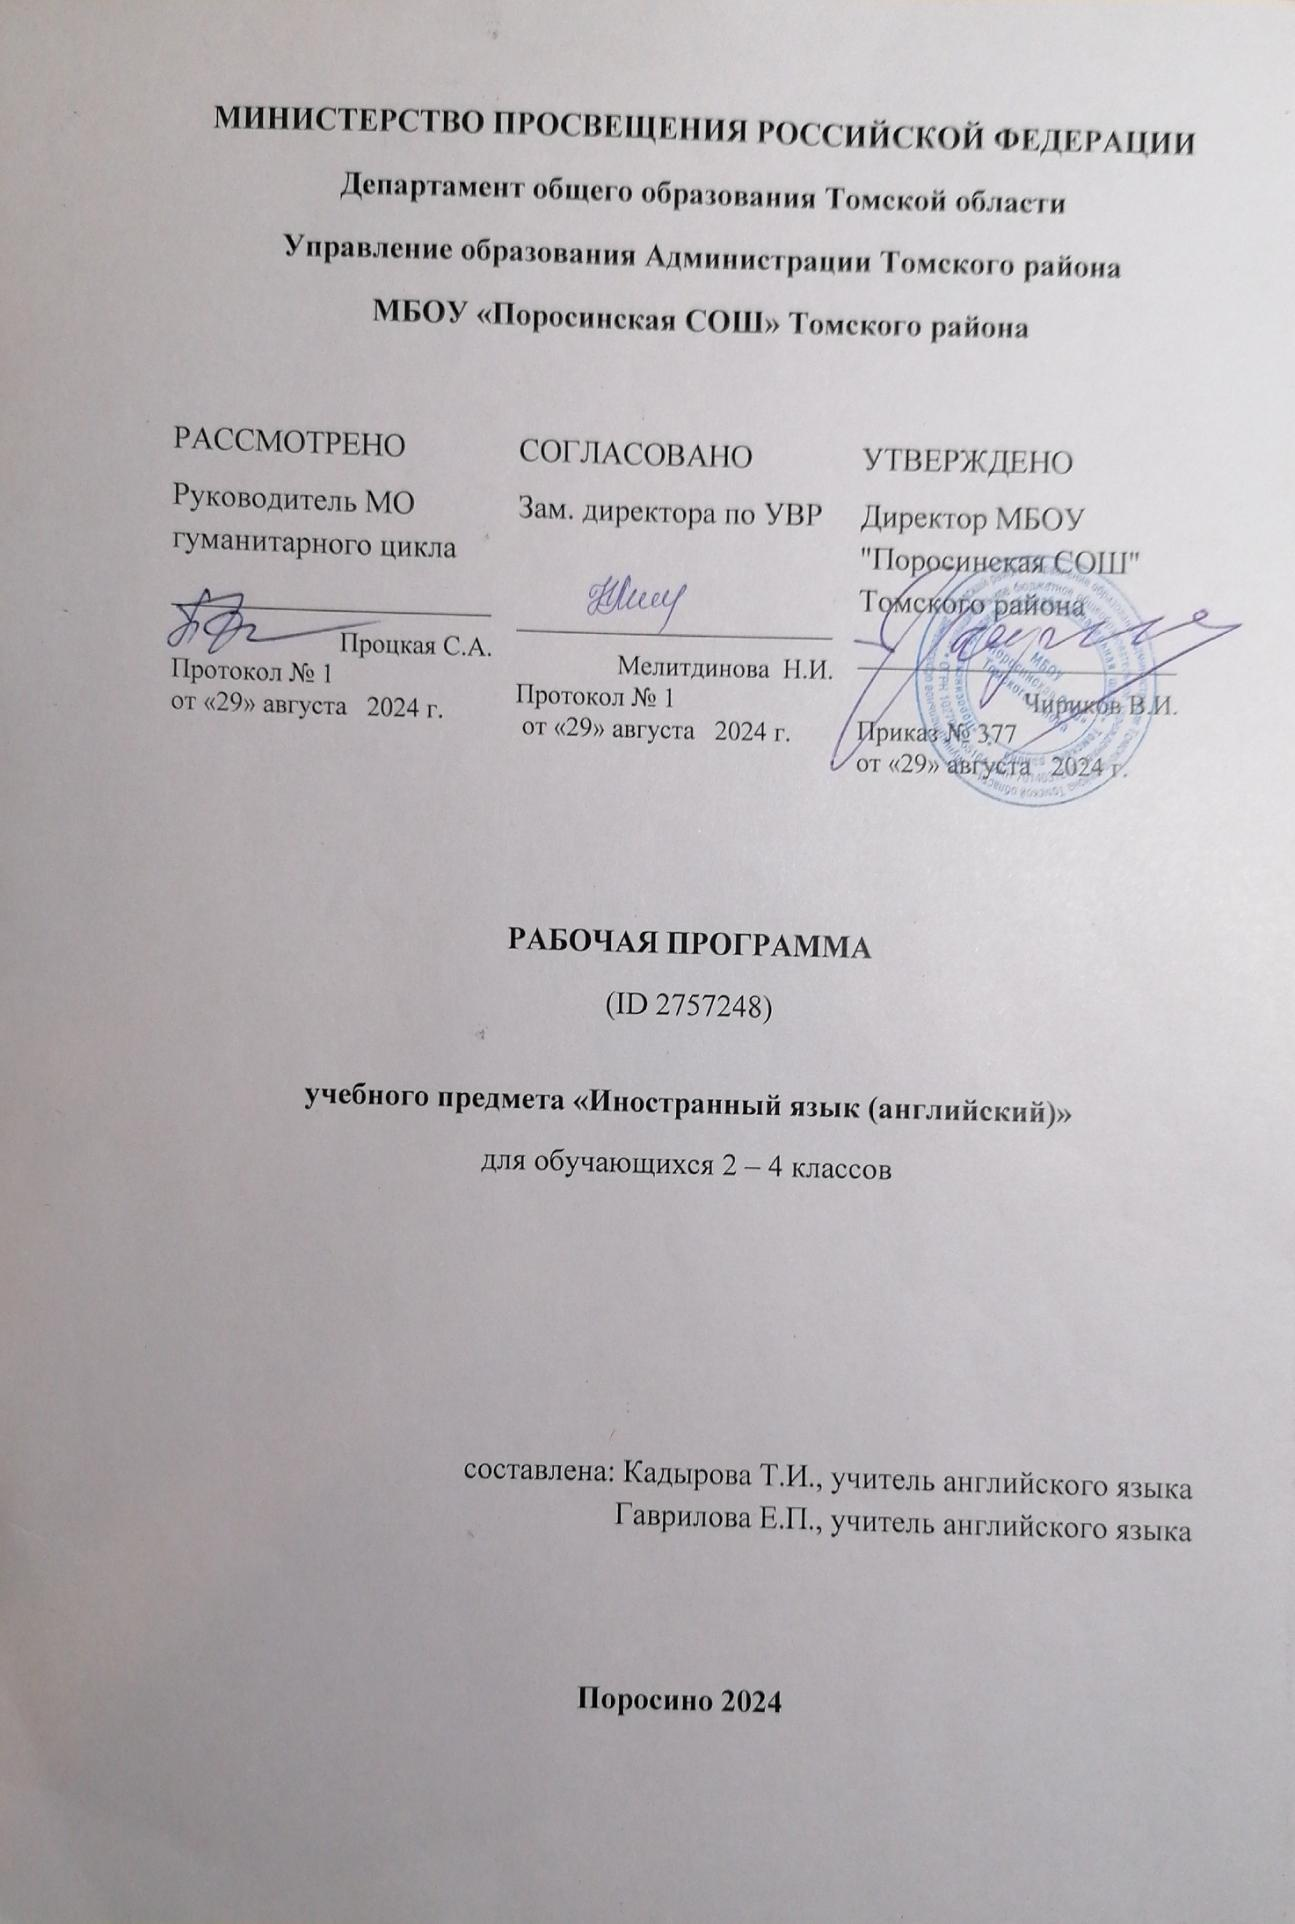 МИНИСТЕРСТВО ПРОСВЕЩЕНИЯ РОССИЙСКОЙ ФЕДЕРАЦИИ
Департамент общего образования Томской области
Управление образования Администрации Томского района
МБОУ «Поросинская СОШ» Томского района
РАССМОТРЕНО
Руководитель МО
гуманитарного цикла
Процкая С.А.
Протокол № 1
от «29» августа 2024 г.
СОГЛАСОВАНО
Зам. директора по УВР
Мелитдинова Н.И.
Протокол № 1
от «29» августа 2024 г.
УТВЕРЖДЕНО
Директор МБОУ
"Поросинская СОШ"
Томского района
Чириков В.И.
Приказ № 377
от «29» августа 2024 г.
МБОУ
РАБОЧАЯ ПРОГРАММА
(ID 2757248)
учебного предмета «Иностранный язык (английский)»
для обучающихся 2 – 4 классов
составлена: Кадырова Т.И., учитель английского языка
Гаврилова Е.П., учитель английского языка
Поросино 2024